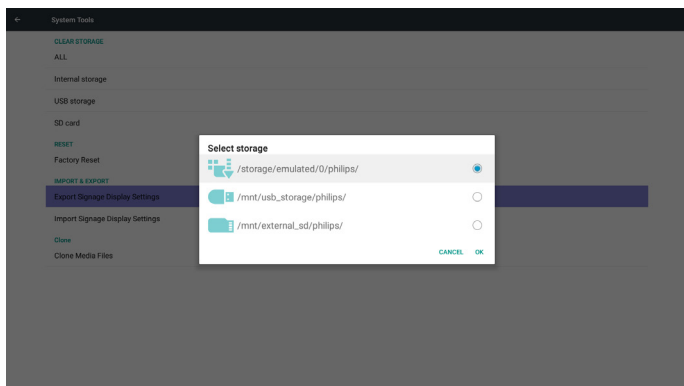 System Tools
CLEAR STORAGE
ALL
Internal storage
USB storage
SD card
RESET
Factory Reset
IMPORT & EXPORT
Export Signage Display Settings
Import Signage Display Settings
Clone
Clone Media Files
Select storage
/storage/emulated/0/philips/
/mnt/usb_storage/philips/
/mnt/external_sd/philips/
CANCEL OK